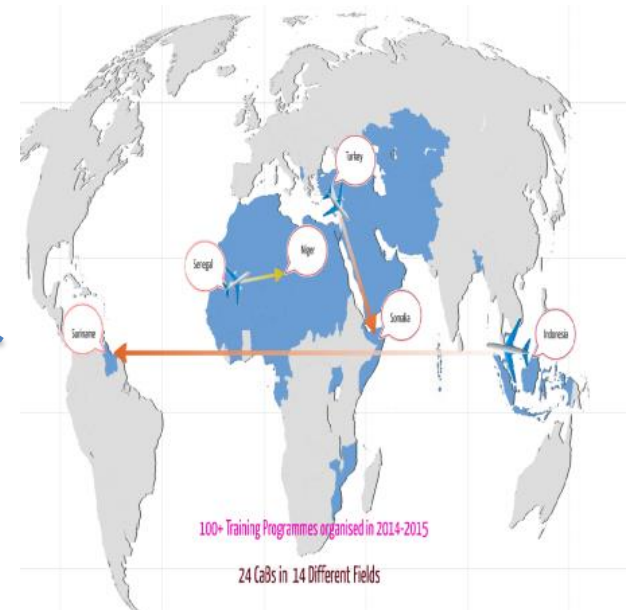 Turkey
Niger
Senegal
Somalia
Suriname
Indonesia
100+ Training Programmes organised in 2014-2015
24 CaBs in 14 Different Fields